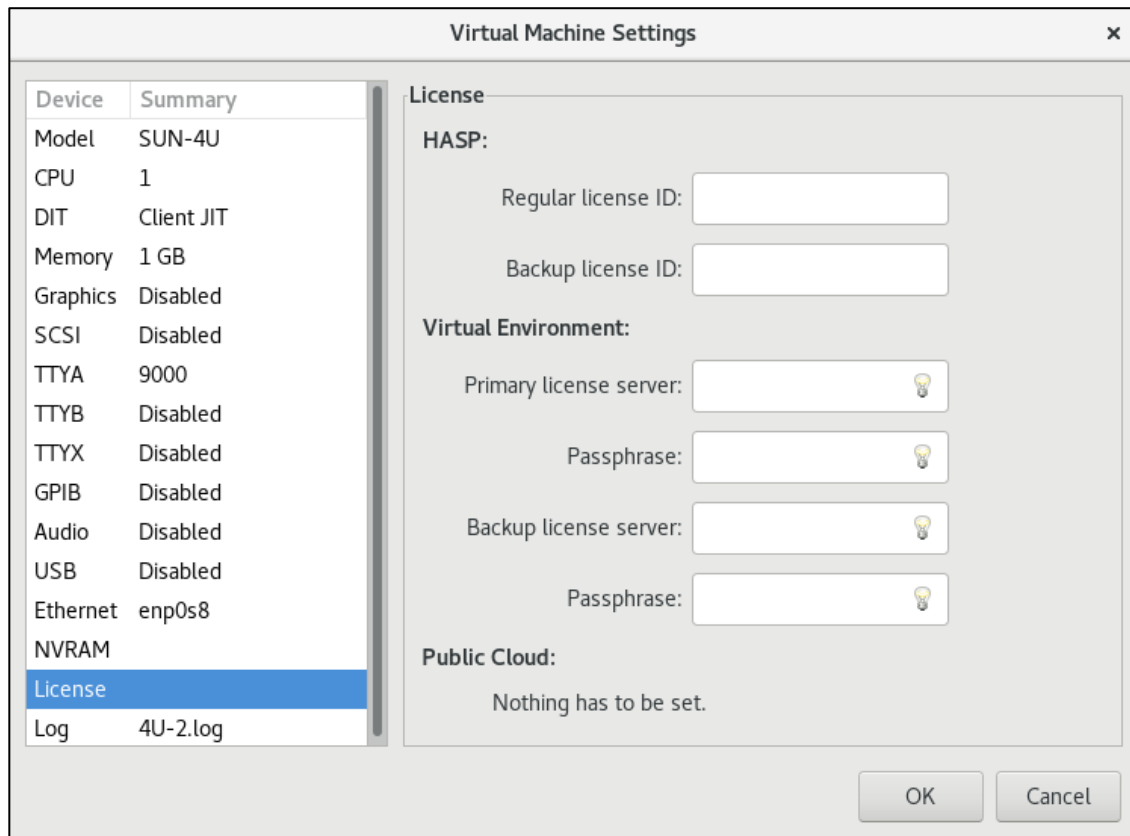 Virtual Machine Settings
Device Summary
Model SUN-4U
CPU 1
DIT Client JIT
Memory 1 GB
Graphics Disabled
SCSI Disabled
TTYA 9000
TTYB Disabled
TTYX Disabled
GPIB Disabled
Audio Disabled
USB Disabled
Ethernet enp0s8
NVRAM
License
Log 4U-2.log
License
HASP:
Regular license ID:
Backup license ID:
Virtual Environment:
Primary license server:
Passphrase:
Backup license server:
Passphrase:
Public Cloud:
Nothing has to be set.
OK Cancel